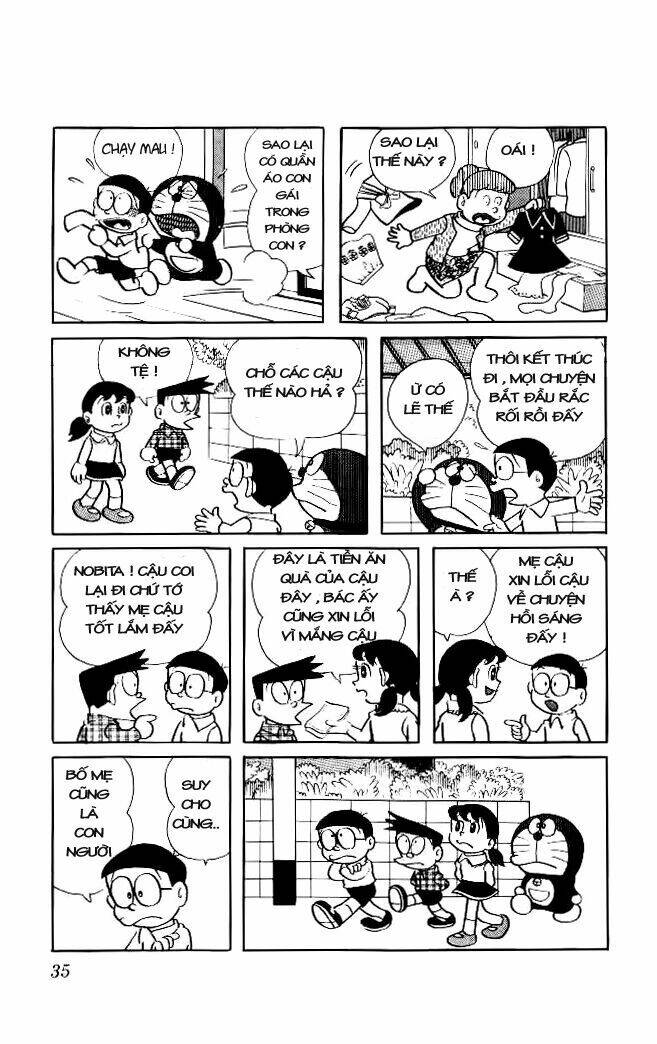 OÁI !
SAO LẠI
THẾ NÀY ?
SAO LẠI
CÓ QUẦN
ÁO CON
GÁI
TRONG
PHÒNG
CON ?
CHẠY MAU !
THÔI KẾT THÚC
ĐI , MỌI CHUYỆN
BẮT ĐẦU RẮC
RỐI RỒI ĐẤY
Ừ CÓ
LẼ THẾ
CHỖ CÁC CẬU
THẾ NÀO HẢ ?
KHÔNG
TỆ !
MẸ CẬU
XIN LỖI CẬU
VỀ CHUYỆN
HỒI SÁNG
ĐẤY !
THẾ
À ?
ĐÂY LÀ TIỀN ĂN
QUÀ CỦA CẬU
ĐÂY , BÁC ẤY
CŨNG XIN LỖI
VÌ MẮNG CẬU
NOBITA ! CẬU COI
LẠI ĐI CHỨ TỚ
THẤY MẸ CẬU
TỐT LẮM ĐẤY
SUY
CHO
CÙNG..
BỐ MẸ
CŨNG
LÀ
CON
NGƯỜI
35